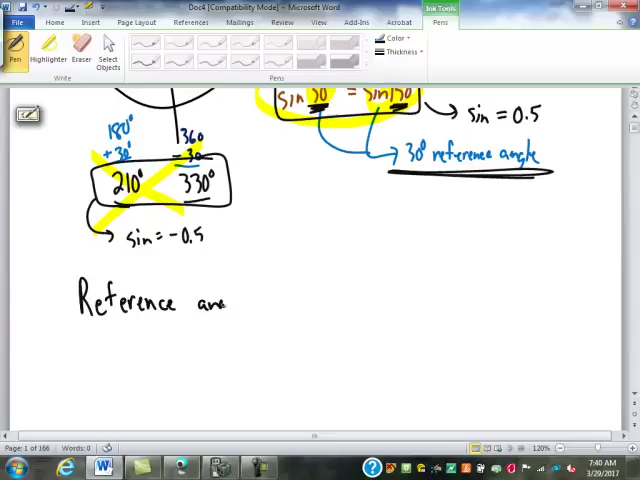 Doc4 [Compatibility Mode] - Microsoft Word
Ink Tools
File Home Insert Page Layout References Mailings Review View Add-Ins Acrobat Pens
Pen Highlighter Eraser Select Objects
Color
Thickness
Write Pens
sin 30 = sin 150
sin = 0.5
180° 360
+ 30° - 30
30° reference angle
210° 330°
sin = -0.5
Reference ang
Page: 1 of 166 Words: 0 120%
7:40 AM
3/29/2017